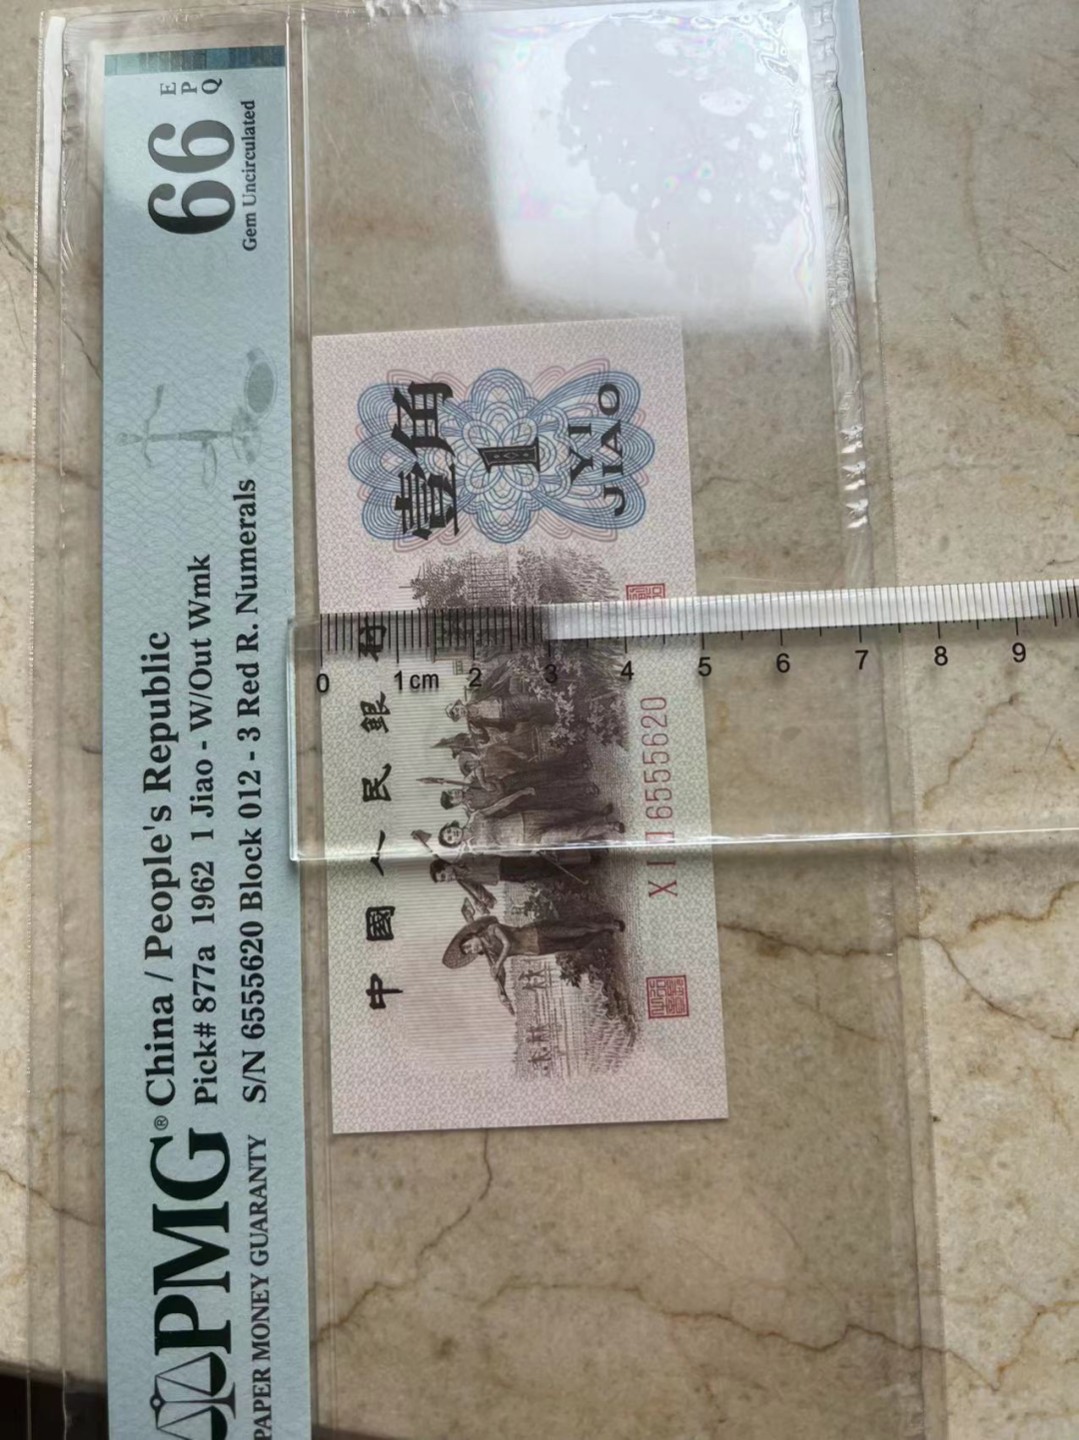 PMG® China / People's Republic
Pick# 877a 1962 1 Jiao - W/Out Wmk
S/N 6555620 Block 012 - 3 Red R. Numerals
PAPER MONEY GUARANTY
66 EPQ
Gem Uncirculated
中國人民銀行
壹角
1
YI
JIAO
6555620
0 1cm 2 3 4 5 6 7 8 9